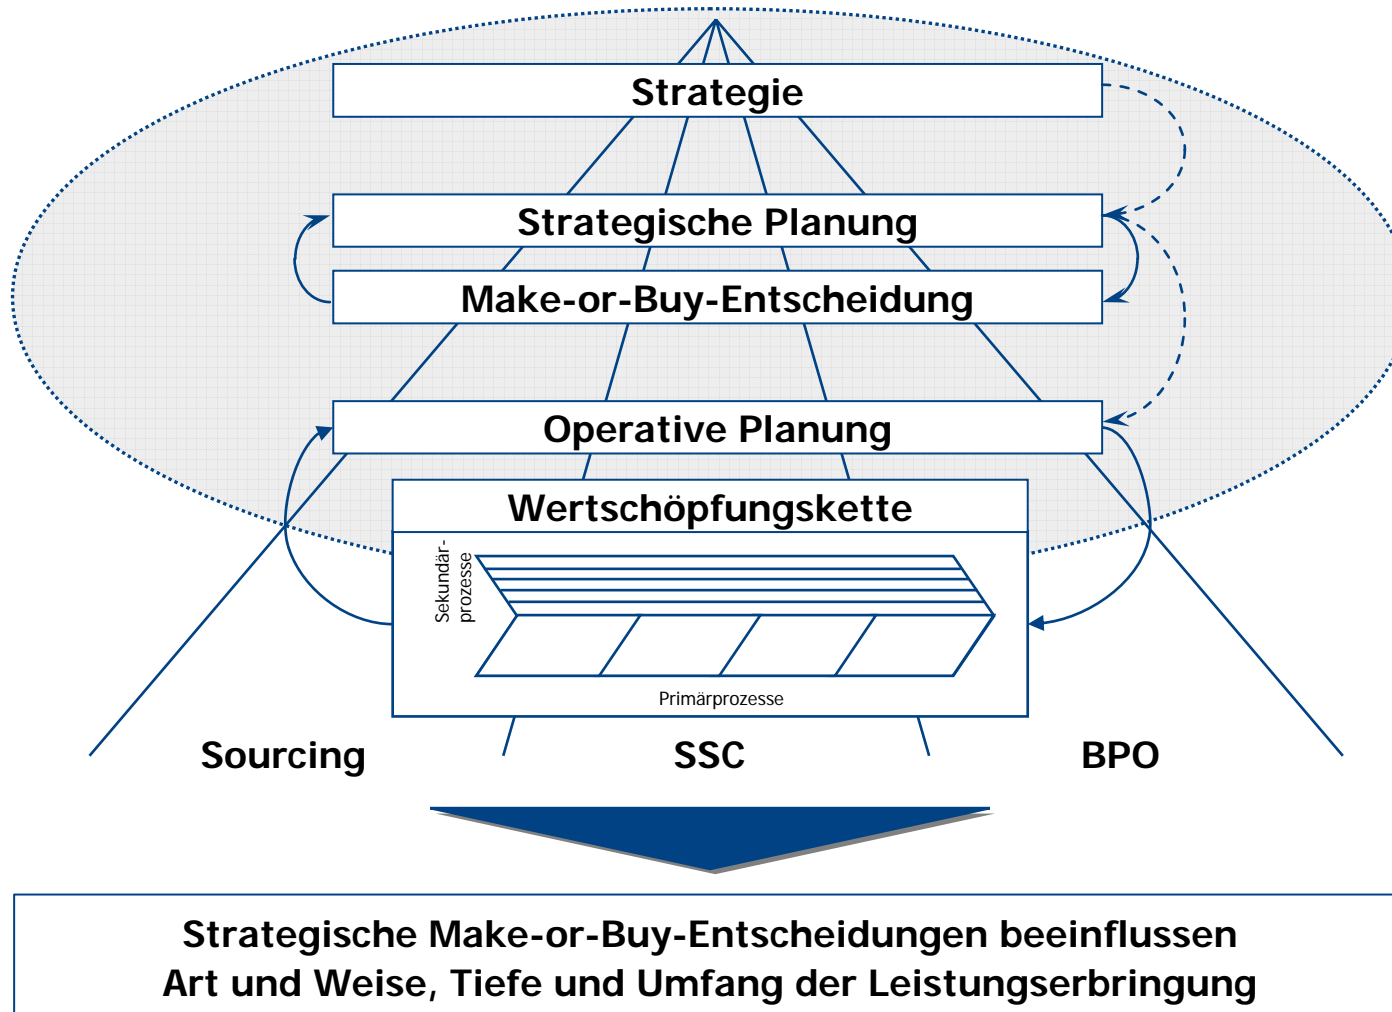 Strategie
Strategische Planung
Make-or-Buy-Entscheidung
Operative Planung
Wertschöpfungskette
Sekundär-
prozesse
Primärprozesse
Sourcing
SSC
BPO
Strategische Make-or-Buy-Entscheidungen beeinflussen
Art und Weise, Tiefe und Umfang der Leistungserbringung